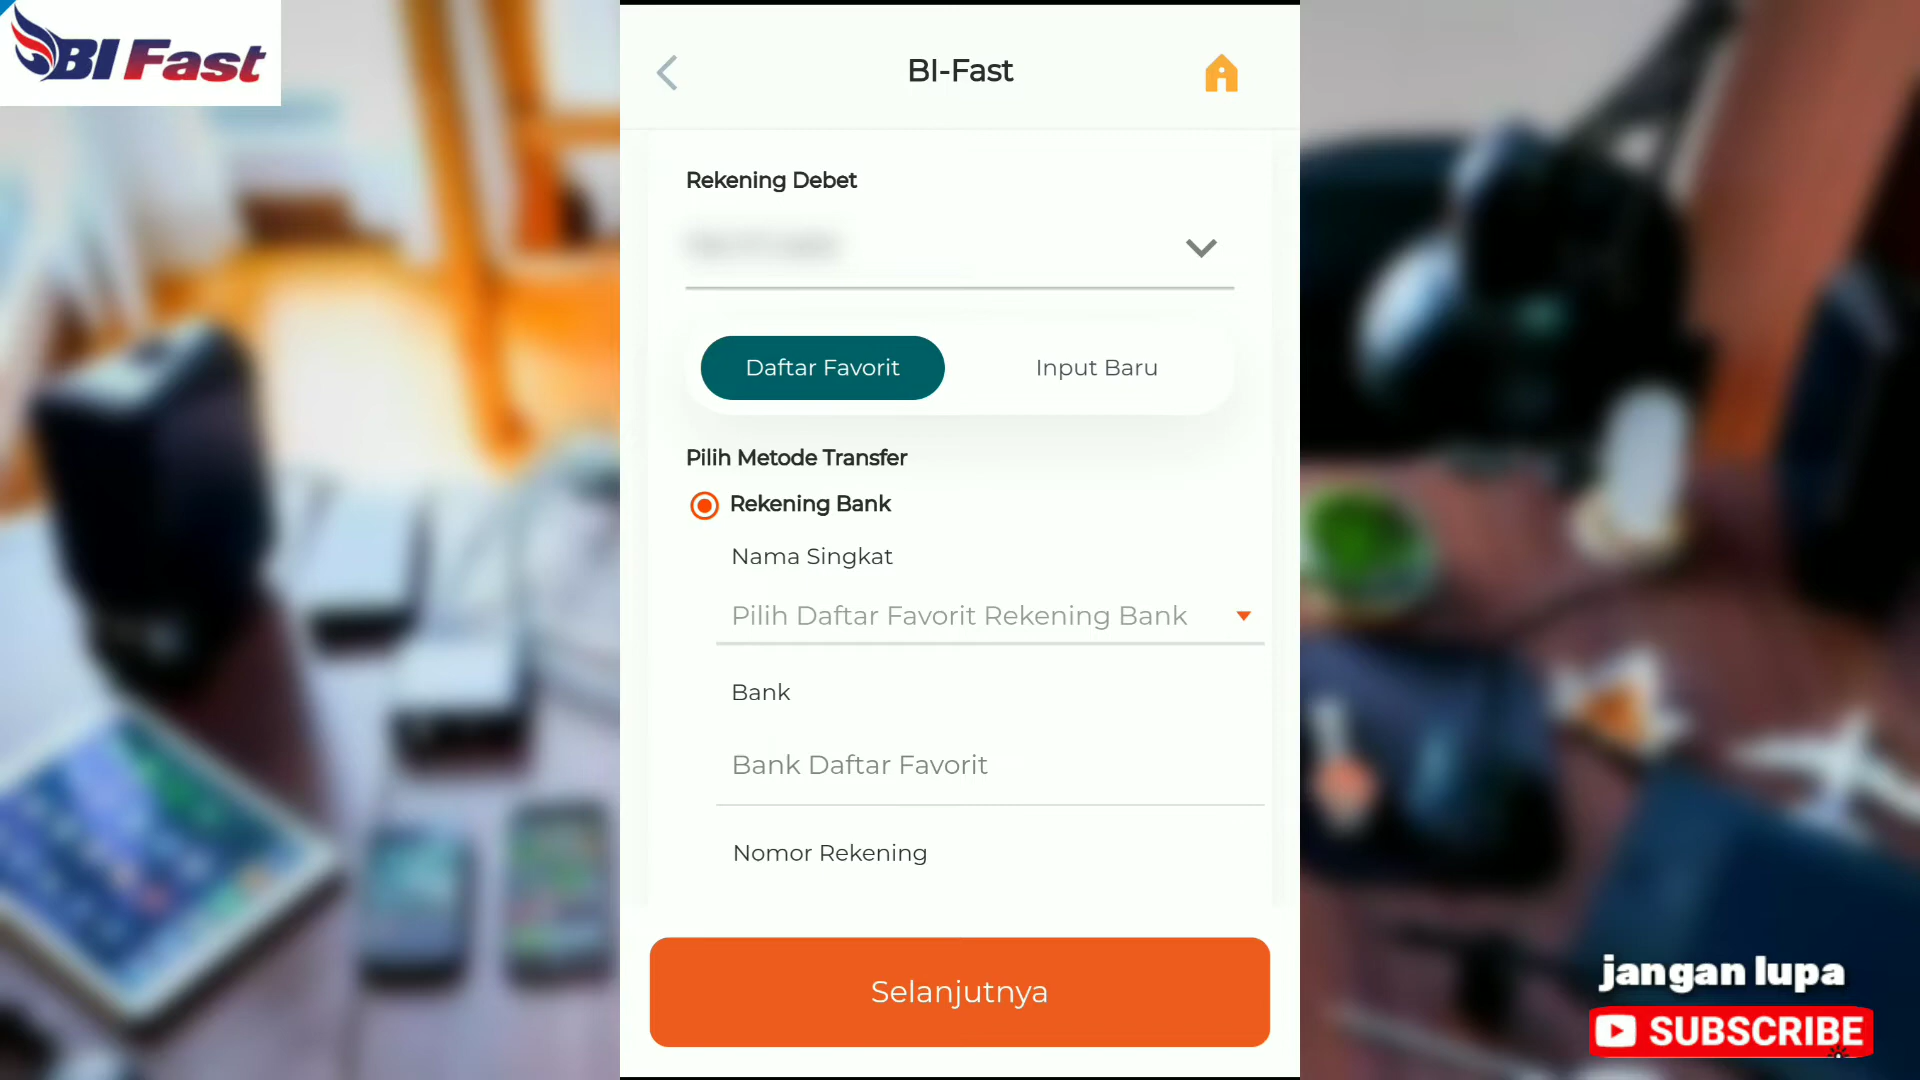 BI Fast
BI-Fast
Rekening Debet
Daftar Favorit
Input Baru
Pilih Metode Transfer
Rekening Bank
Nama Singkat
Pilih Daftar Favorit Rekening Bank
Bank
Bank Daftar Favorit
Nomor Rekening
Selanjutnya
jangan lupa
SUBSCRIBE